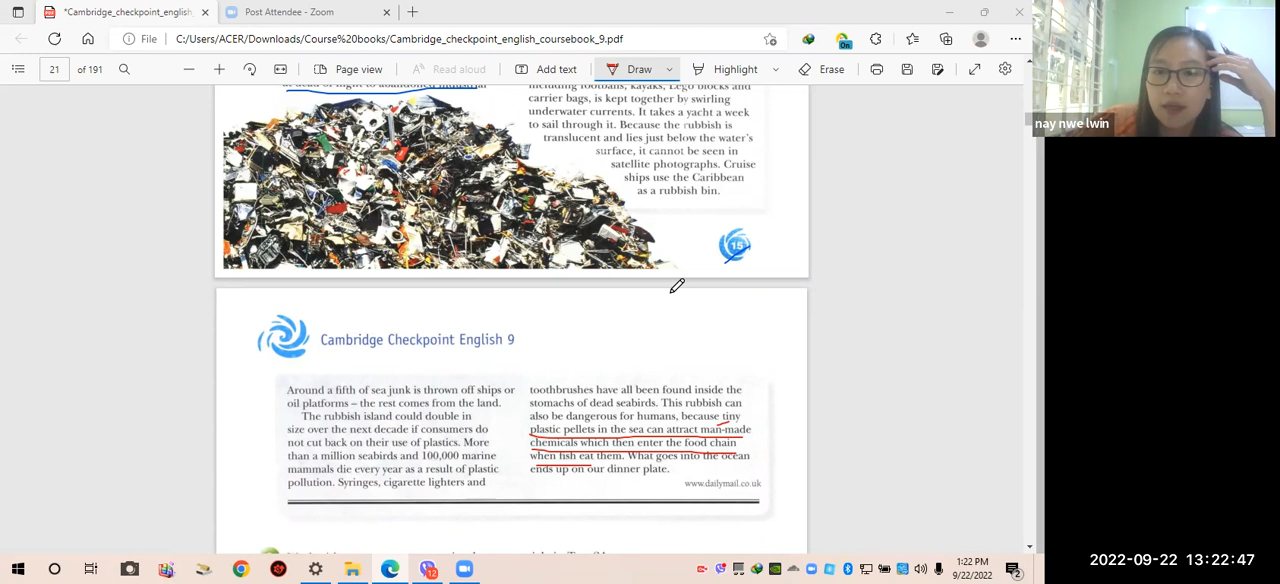 *Cambridge_checkpoint_english
Post Attendee - Zoom
File
C:/Users/ACER/Downloads/Course%20books/Cambridge_checkpoint_english_coursebook_9.pdf
On
21 of 191
Page view
Read aloud
Add text
Draw
Highlight
Erase
nay nwe lwin
including footballs, kayaks, Lego blocks and
carrier bags, is kept together by swirling
underwater currents. It takes a yacht a week
to sail through it. Because the rubbish is
translucent and lies just below the water's
surface, it cannot be seen in
satellite photographs. Cruise
ships use the Caribbean
as a rubbish bin.
15
Cambridge Checkpoint English 9
Around a fifth of sea junk is thrown off ships or
oil platforms – the rest comes from the land.
The rubbish island could double in
size over the next decade if consumers do
not cut back on their use of plastics. More
than a million seabirds and 100,000 marine
mammals die every year as a result of plastic
pollution. Syringes, cigarette lighters and
toothbrushes have all been found inside the
stomachs of dead seabirds. This rubbish can
also be dangerous for humans, because tiny
plastic pellets in the sea can attract man-made
chemicals which then enter the food chain
when fish eat them. What goes into the ocean
ends up on our dinner plate.
www.dailymail.co.uk
12
1:22 PM
9/22/2022
2
2022-09-22 13:22:47